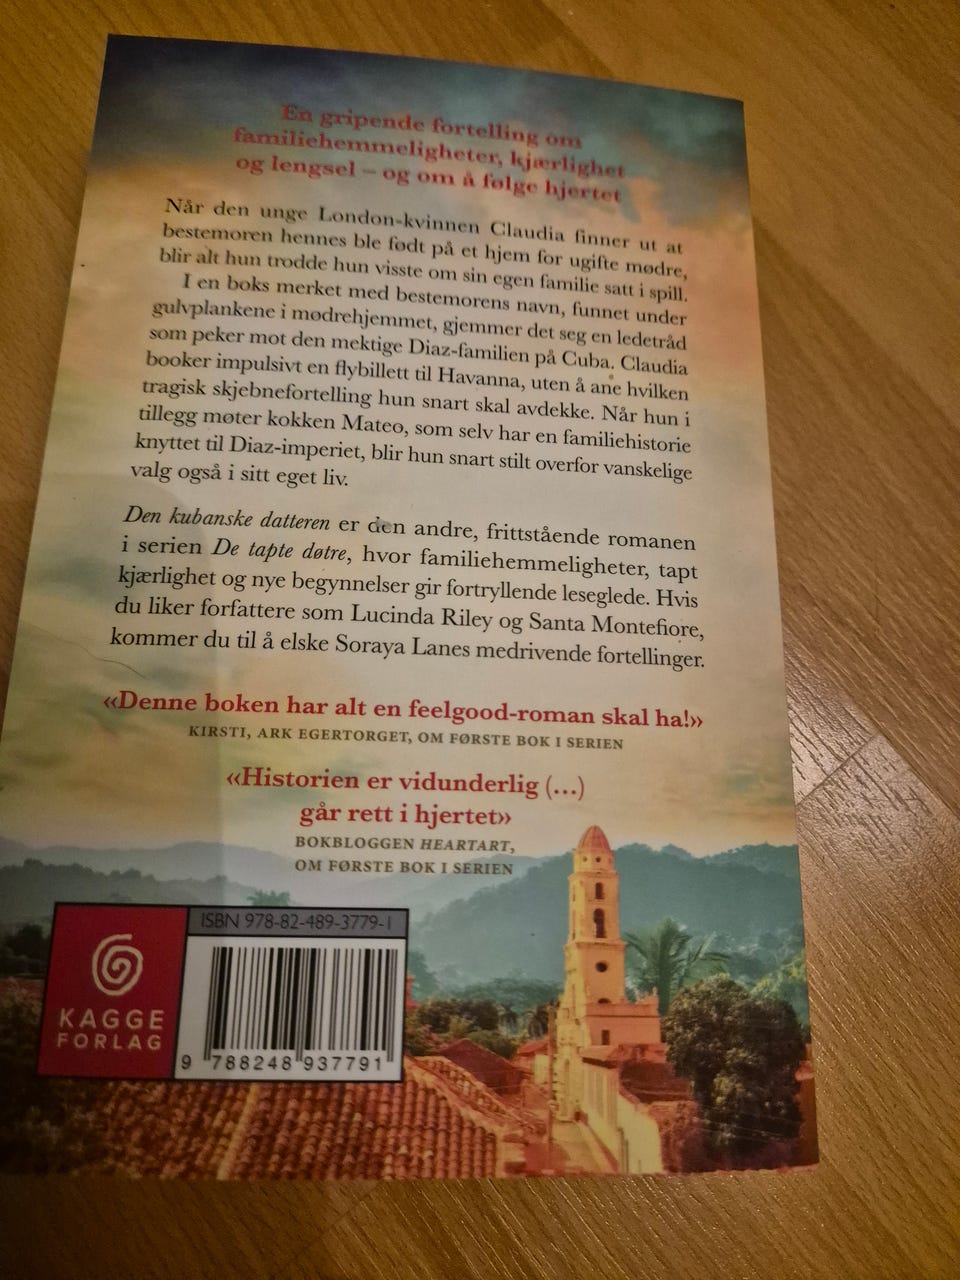 En gripende fortelling om
familiehemmeligheter, kjærlighet
og lengsel – og om å følge hjertet
Når den unge London-kvinnen Claudia finner ut at
bestemoren hennes ble født på et hjem for ugifte mødre,
blir alt hun trodde hun visste om sin egen familie satt i spill.
I en boks merket med bestemorens navn, funnet under
gulvplankene i mødrehjemmet, gjemmer det seg en ledetråd
som peker mot den mektige Diaz-familien på Cuba. Claudia
booker impulsivt en flybillett til Havanna, uten å ane hvilken
tragisk skjebnefortelling hun snart skal avdekke. Når hun i
tillegg møter kokken Mateo, som selv har en familiehistorie
knyttet til Diaz-imperiet, blir hun snart stilt overfor vanskelige
valg også i sitt eget liv.
Den kubanske datteren er den andre, frittstående romanen
i serien De tapte døtre, hvor familiehemmeligheter, tapt
kjærlighet og nye begynnelser gir fortryllende leseglede. Hvis
du liker forfattere som Lucinda Riley og Santa Montefiore,
kommer du til å elske Soraya Lanes medrivende fortellinger.
«Denne boken har alt en feelgood-roman skal ha!»
KIRSTI, ARK EGERTORGET, OM FØRSTE BOK I SERIEN
«Historien er vidunderlig (...)
går rett i hjertet»
BOKBLOGGEN HEARTART,
OM FØRSTE BOK I SERIEN
ISBN 978-82-489-3779-1
KAGGE
FORLAG
9 788248 937791